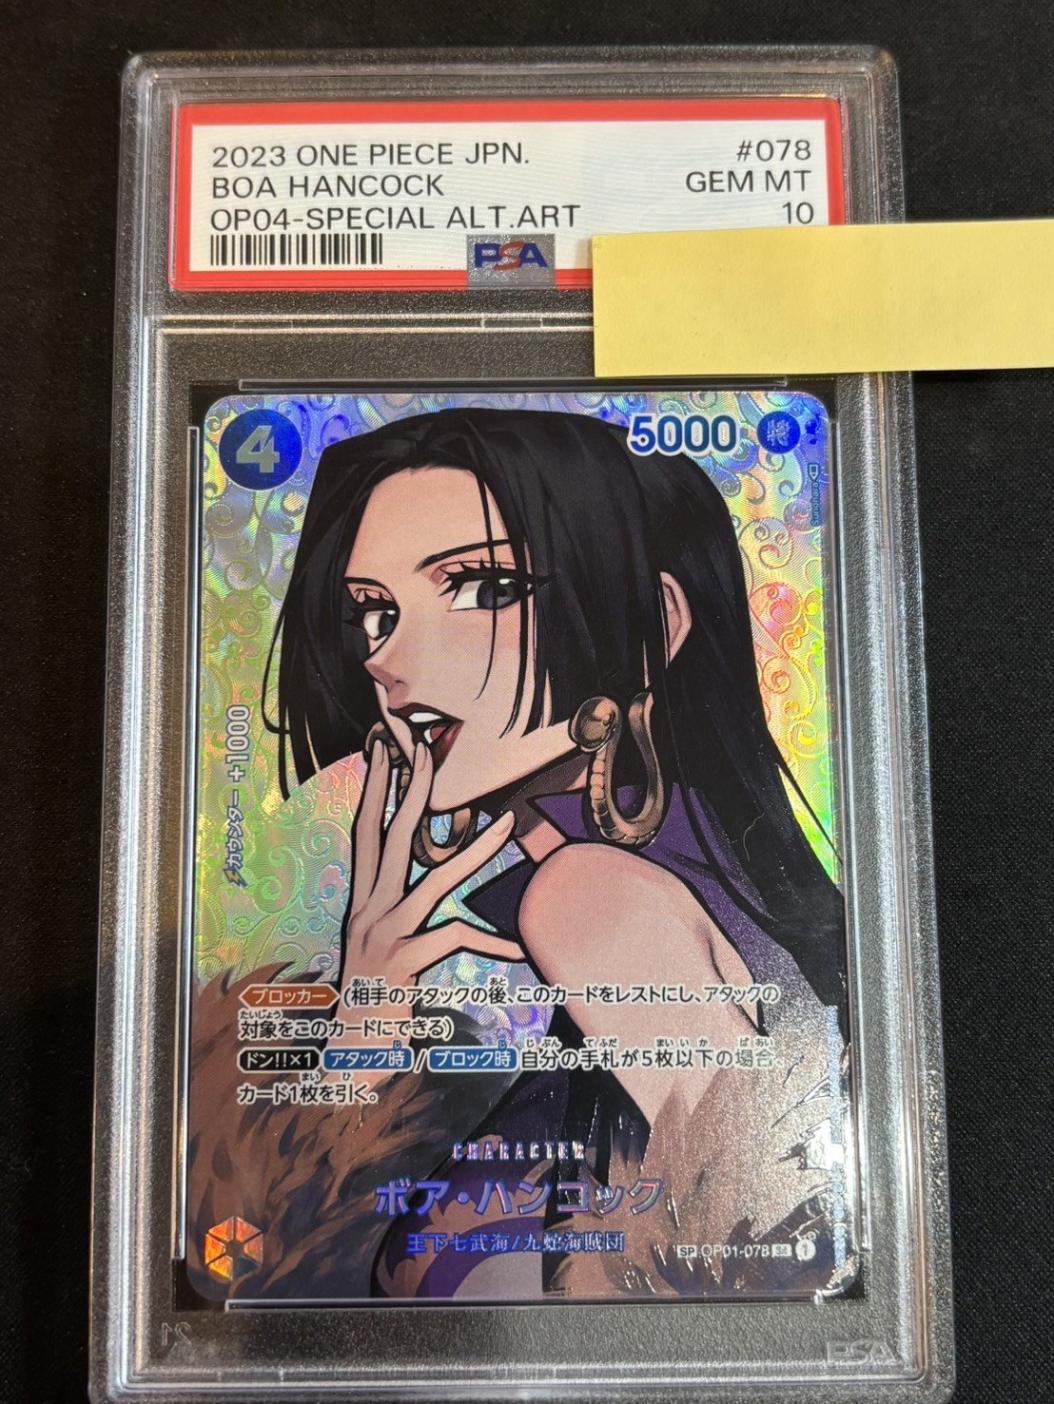 2023 ONE PIECE JPN. #078
BOA HANCOCK GEM MT
OP04-SPECIAL ALT.ART 10
PSA
4
5000
特
カウンター+1000
ブロッカー (相手のアタックの後、このカードをレストにし、アタックの
対象をこのカードにできる)
ドン!!×1 アタック時 / ブロック時 自分の手札が5枚以下の場合、
カード1枚を引く。
CHARACTER
ボア・ハンコック
王下七武海/九蛇海賊団
SP OP01-078 SR 1
PSA